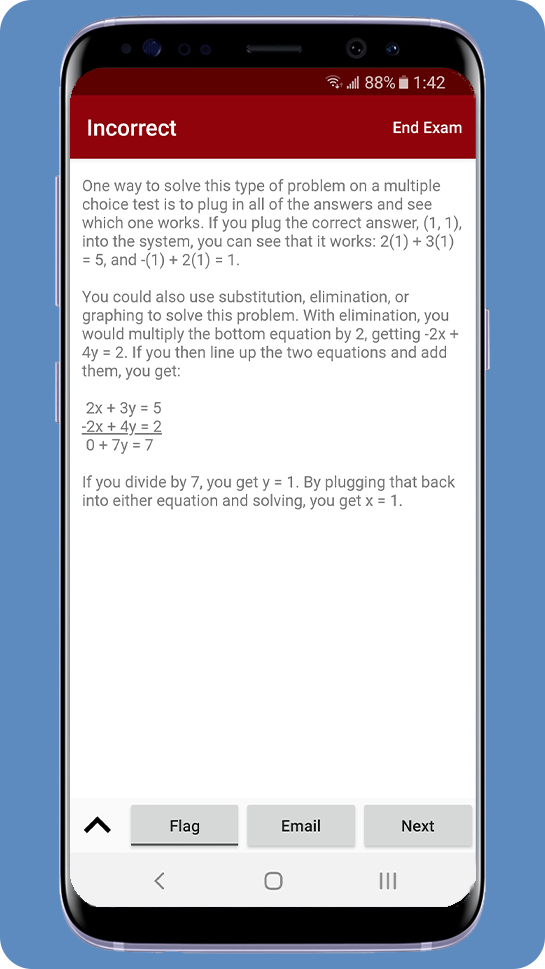 88% 1:42
Incorrect
End Exam
One way to solve this type of problem on a multiple
choice test is to plug in all of the answers and see
which one works. If you plug the correct answer, (1, 1),
into the system, you can see that it works: 2(1) + 3(1)
= 5, and -(1) + 2(1) = 1.
You could also use substitution, elimination, or
graphing to solve this problem. With elimination, you
would multiply the bottom equation by 2, getting -2x +
4y = 2. If you then line up the two equations and add
them, you get:
2x + 3y = 5
-2x + 4y = 2
0 + 7y = 7
If you divide by 7, you get y = 1. By plugging that back
into either equation and solving, you get x = 1.
Flag
Email
Next